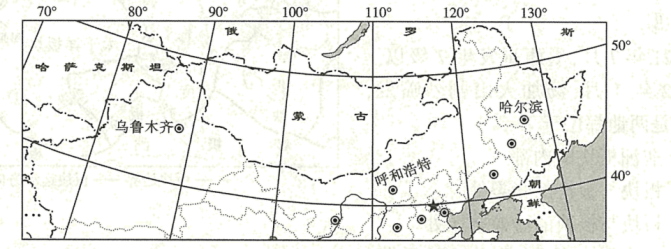 70° 80° 90° 100° 110° 120° 130°
俄 罗 斯
50°
哈 萨 克 斯 坦
乌鲁木齐
蒙 古
哈尔滨
呼和浩特
朝
鲜
40°